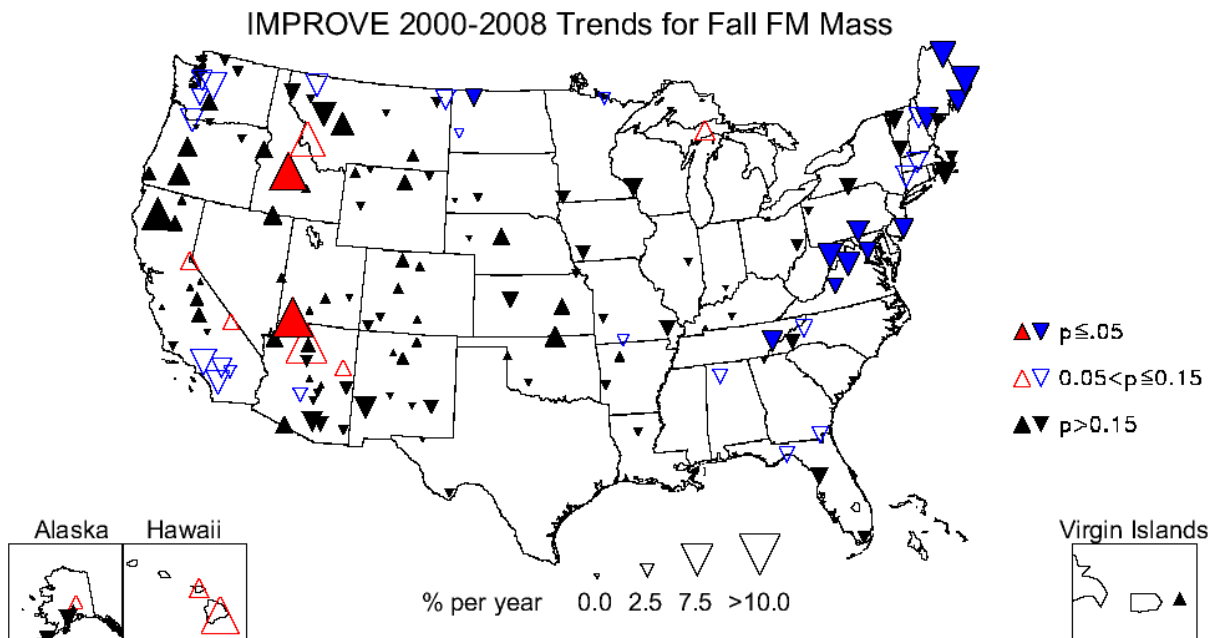 IMPROVE 2000-2008 Trends for Fall FM Mass
p≦.05
0.05<p≦0.15
p>0.15
Alaska
Hawaii
Virgin Islands
% per year 0.0 2.5 7.5 >10.0